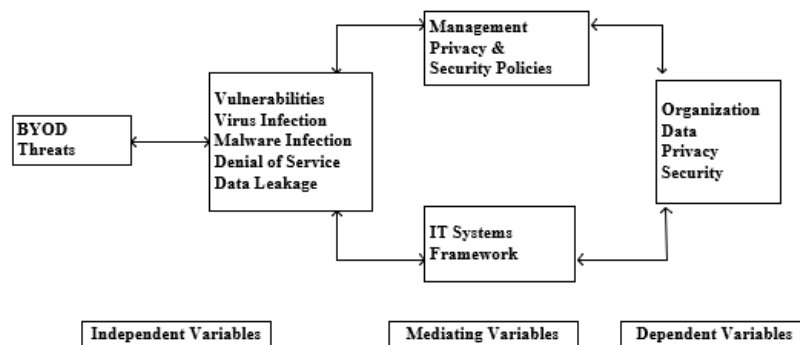 BYOD
Threats
Vulnerabilities
Virus Infection
Malware Infection
Denial of Service
Data Leakage
Management
Privacy &
Security Policies
IT Systems
Framework
Organization
Data
Privacy
Security
Independent Variables
Mediating Variables
Dependent Variables